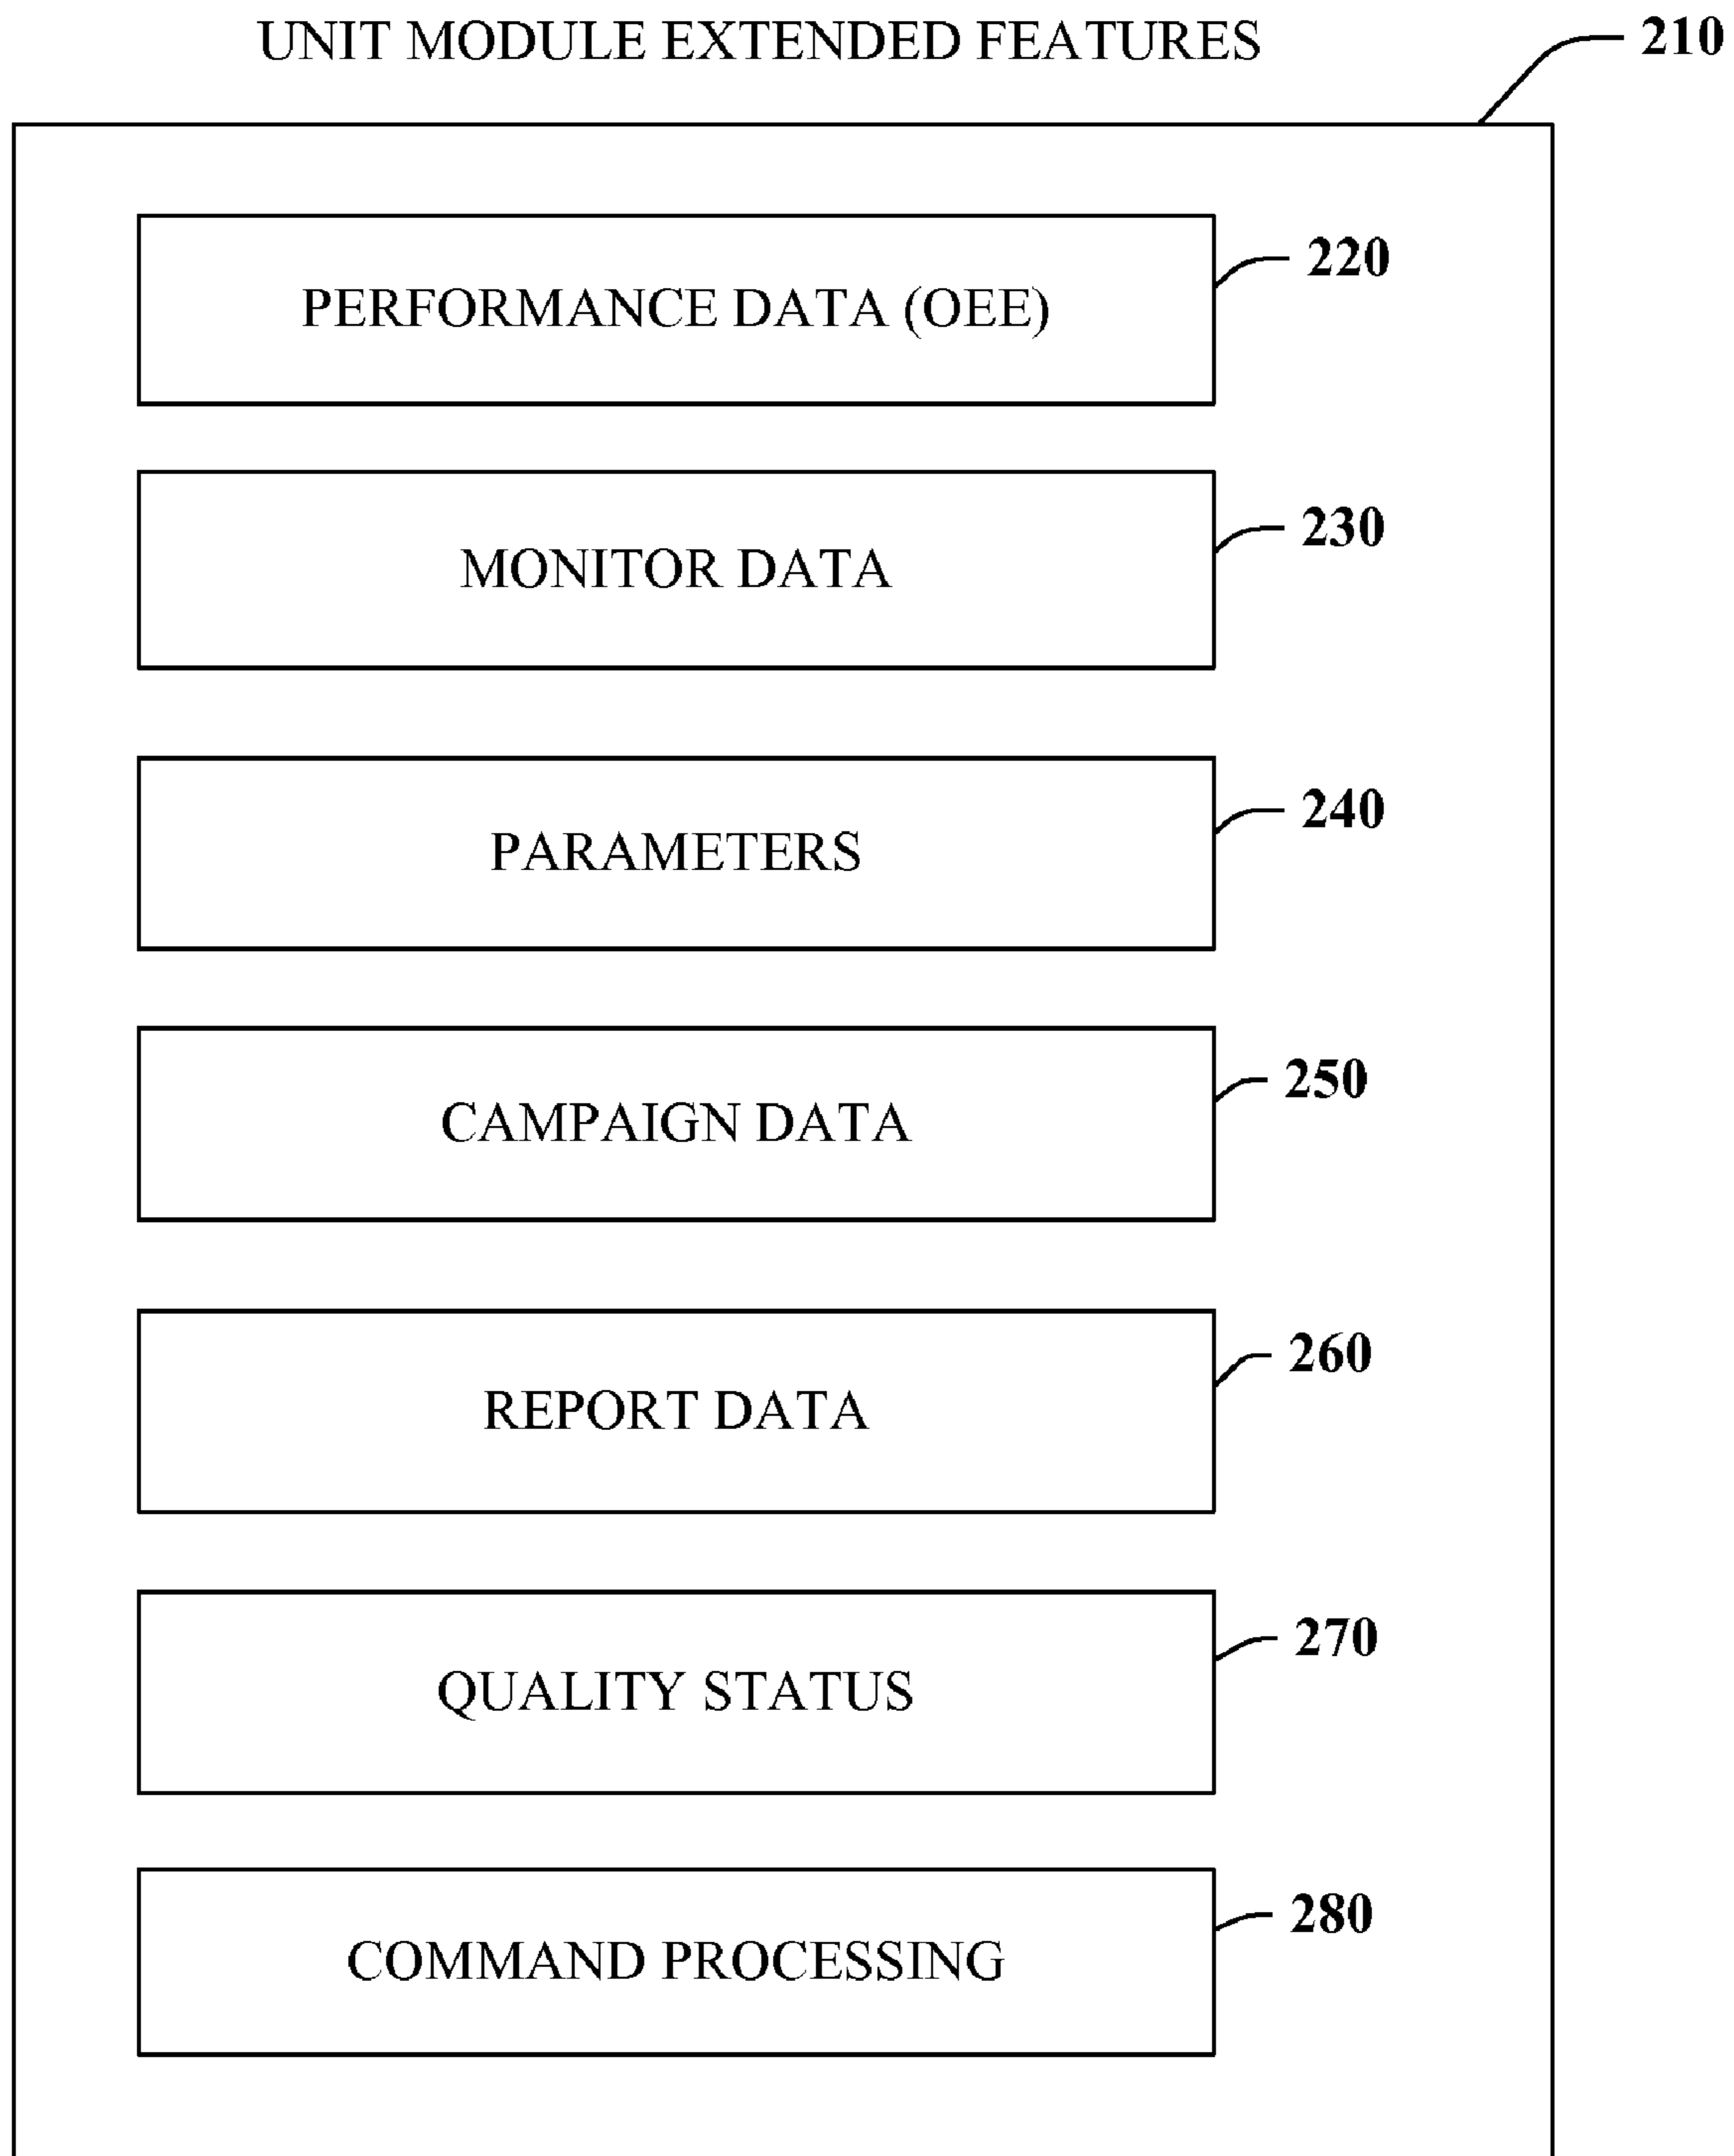 UNIT MODULE EXTENDED FEATURES
210
PERFORMANCE DATA (OEE)
220
MONITOR DATA
230
PARAMETERS
240
CAMPAIGN DATA
250
REPORT DATA
260
QUALITY STATUS
270
COMMAND PROCESSING
280